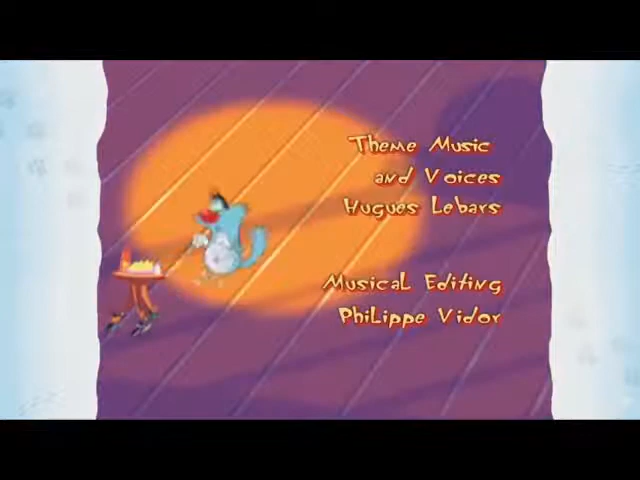 Theme Music
and Voices
Hugues Lebars
Musical Editing
Philippe Vidor